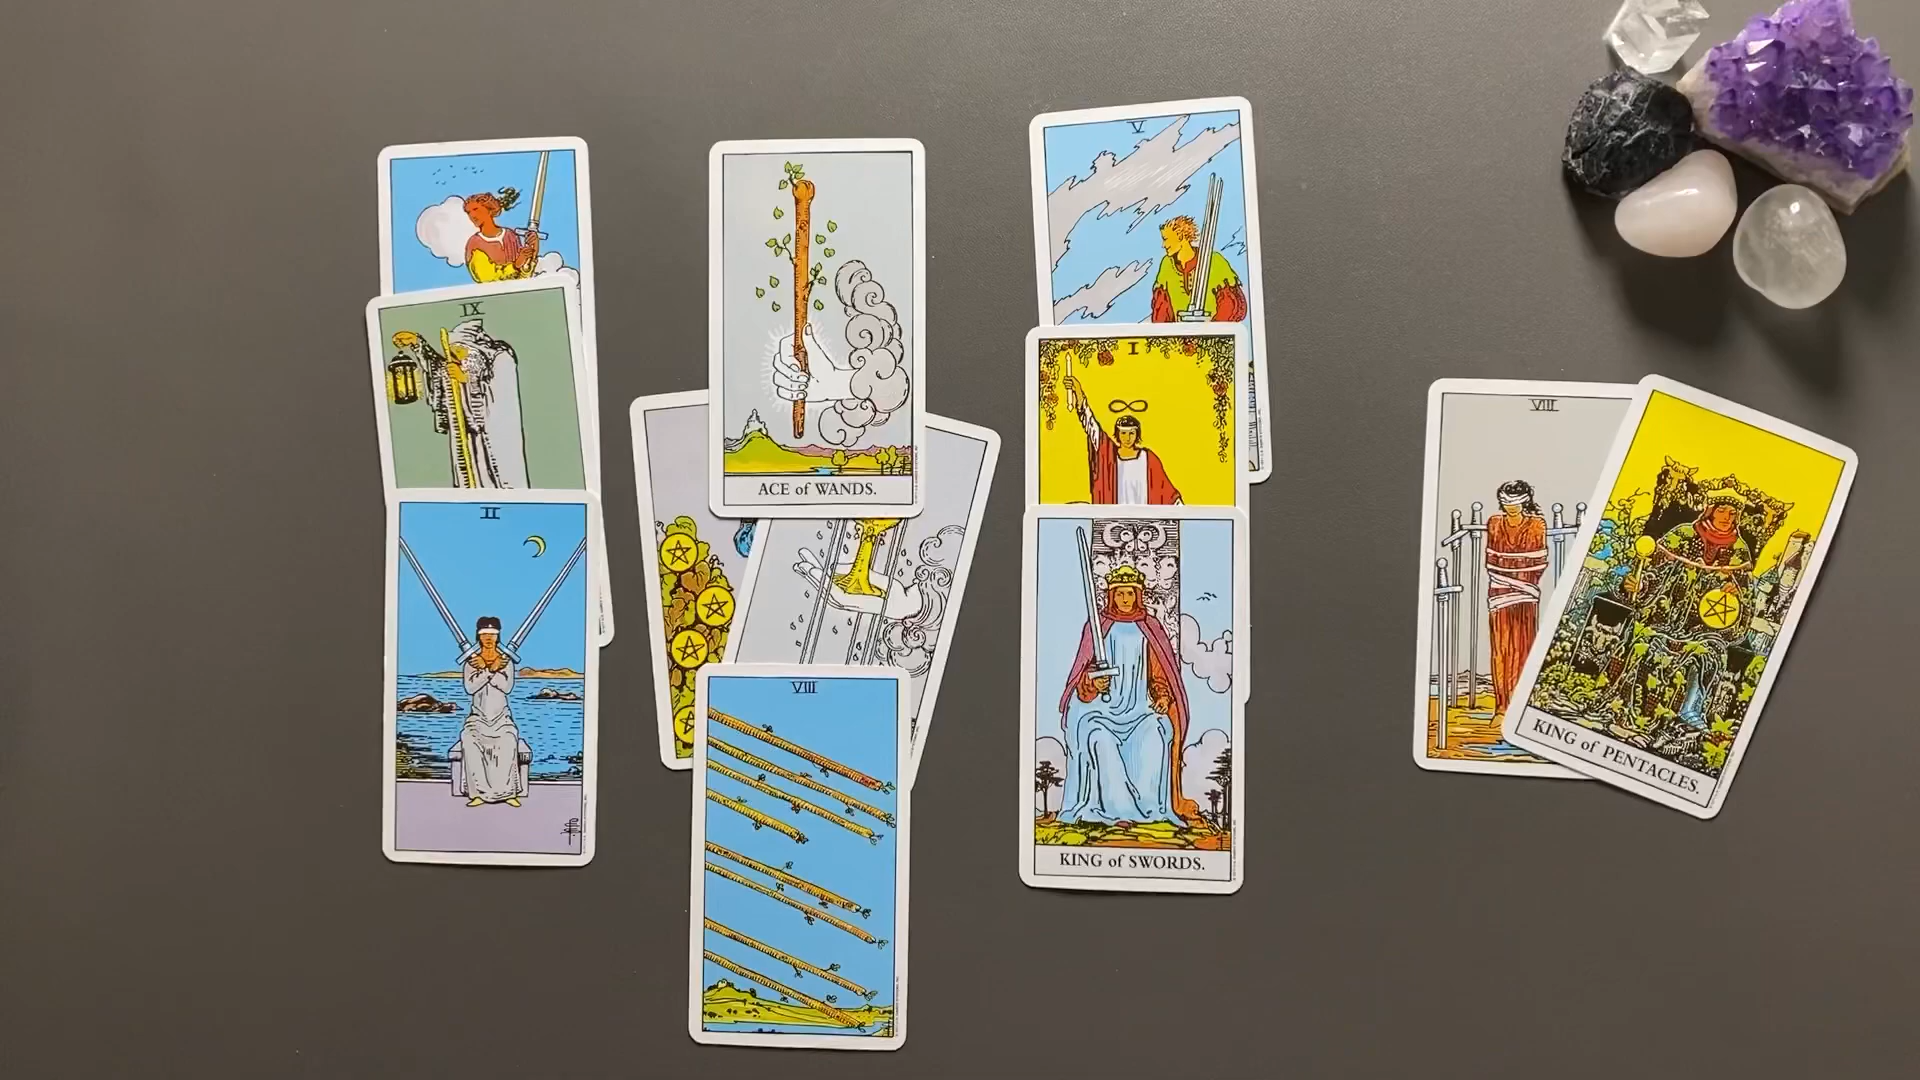 IX
II
ACE of WANDS.
VIII
V
I
KING of SWORDS.
VIII
KING of PENTACLES.